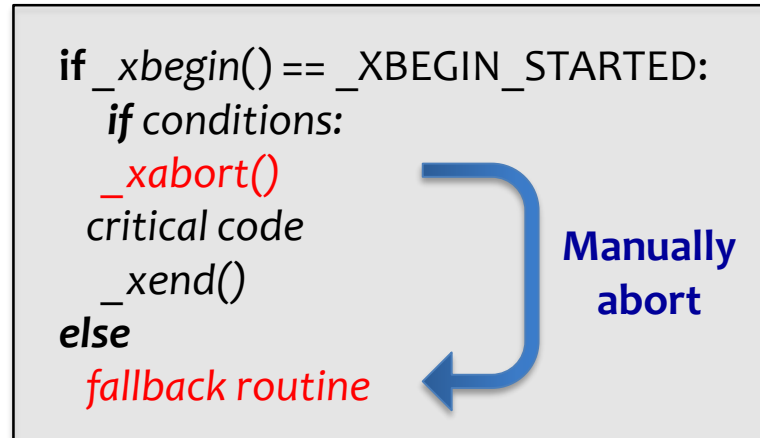 if _xbegin() == _XBEGIN_STARTED:
if conditions:
_xabort()
critical code
_xend()
else
fallback routine
Manually
abort